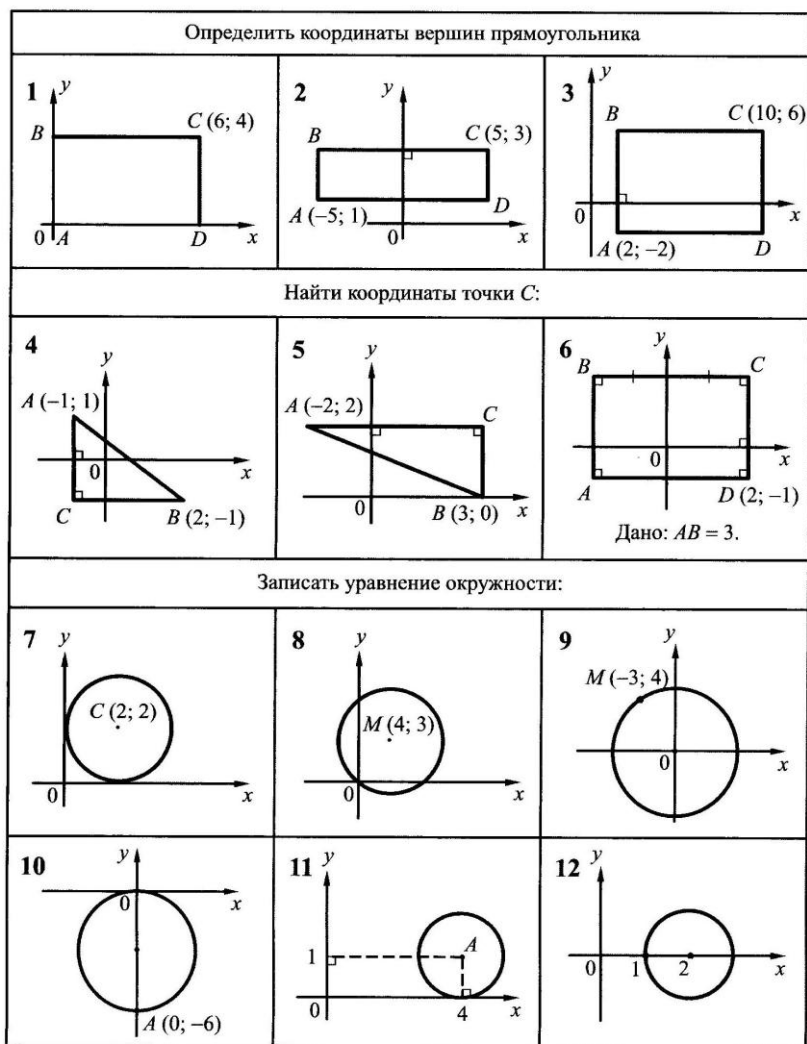 Определить координаты вершин прямоугольника
1
y
B
C (6; 4)
0
A
D
x
2
y
B
C (5; 3)
A (−5; 1)
D
0
x
3
y
B
C (10; 6)
0
x
A (2; −2)
D
Найти координаты точки C:
4
y
A (−1; 1)
0
x
C
B (2; −1)
5
y
A (−2; 2)
C
0
B (3; 0)
x
6
y
B
C
0
x
A
D (2; −1)
Дано: AB = 3.
Записать уравнение окружности:
7
y
C (2; 2)
0
x
8
y
M (4; 3)
0
x
9
y
M (−3; 4)
0
x
10
y
0
x
A (0; −6)
11
y
A
1
0
4
x
12
y
0
1
2
x